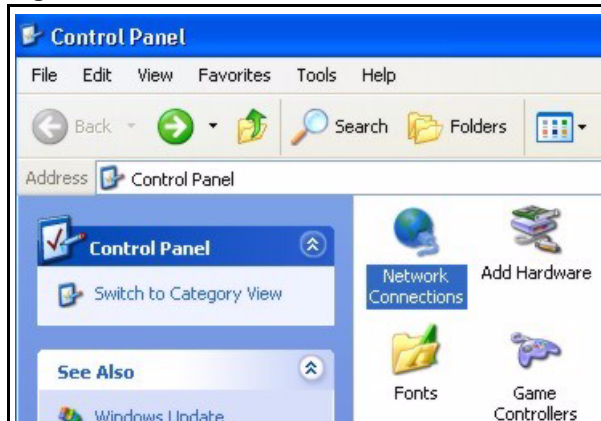 Control Panel
File Edit View Favorites Tools Help
Back Search Folders
Address Control Panel
Control Panel
Switch to Category View
See Also
Windows Update
Network Connections
Add Hardware
Fonts
Game Controllers